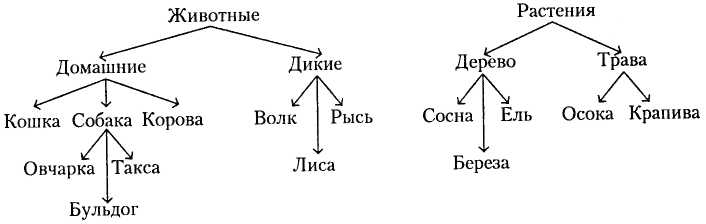 Животные
Растения
Домашние Дикие Дерево Трава
Кошка Собака Корова Волк Рысь Сосна Ель Осока Крапива
Овчарка Такса Лиса Береза
Бульдог